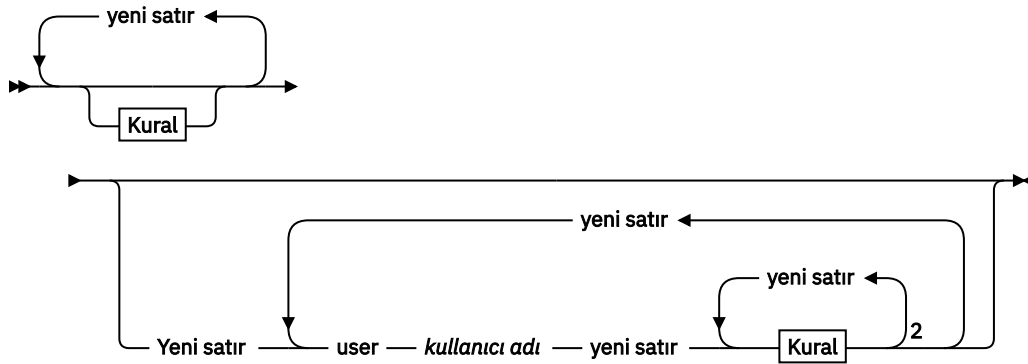 yeni satır
Kural
yeni satır
yeni satır
Yeni satır user kullanıcı adı yeni satır Kural 2